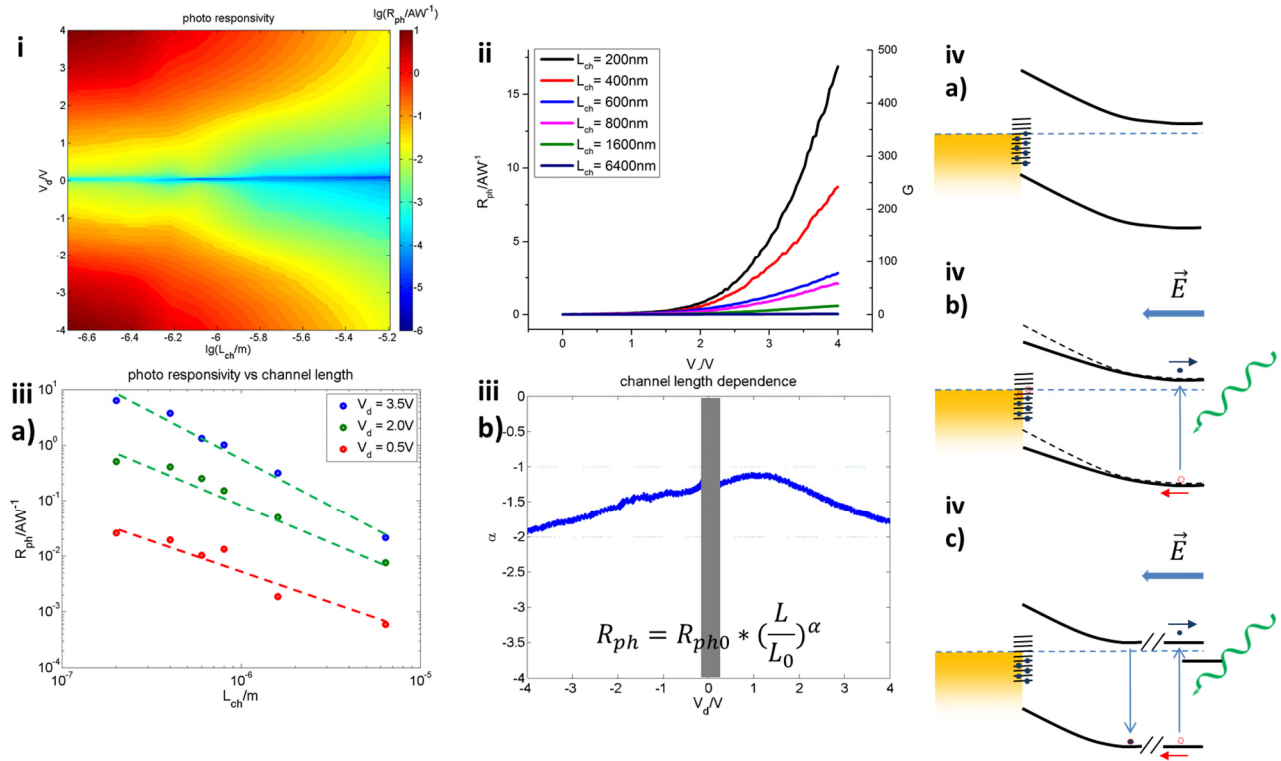 i
photo responsivity
lg(R_ph/AW⁻¹)
V_d/V
4
3
2
1
0
-1
-2
-3
-4
-6.6 -6.4 -6.2 -6 -5.8 -5.6 -5.4 -5.2
lg(L_ch/m)
1
0
-1
-2
-3
-4
-5
-6
ii
L_ch = 200nm
L_ch = 400nm
L_ch = 600nm
L_ch = 800nm
L_ch = 1600nm
L_ch = 6400nm
R_ph/AW⁻¹
15
10
5
0
0 1 2 3 4
V_/V
500
400
300
200
100
0
G
iii
a)
photo responsivity vs channel length
V_d = 3.5V
V_d = 2.0V
V_d = 0.5V
R_ph/AW⁻¹
10¹
10⁰
10⁻¹
10⁻²
10⁻³
10⁻⁴
10⁻⁷ 10⁻⁶ 10⁻⁵
L_ch/m
iii
b)
channel length dependence
α
0
-0.5
-1
-1.5
-2
-2.5
-3
-3.5
-4
R_ph = R_ph0 * (L/L_0)^α
-4 -3 -2 -1 0 1 2 3 4
V_d/V
iv
a)
iv
b)
E⃗
iv
c)
E⃗